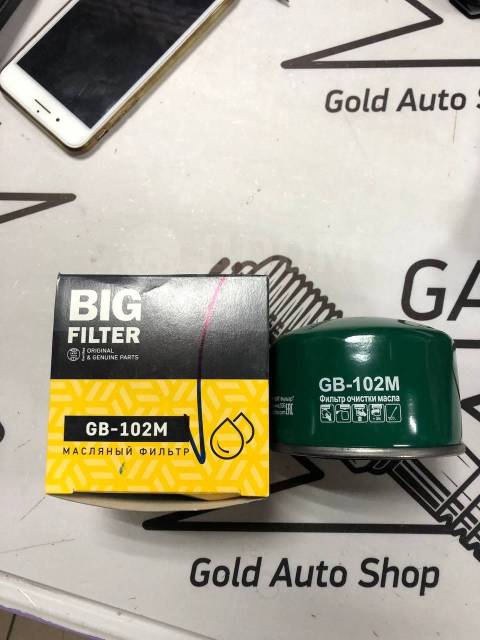 Gold Auto S
GA
BIG
FILTER
ORIGINAL
& GENUINE PARTS
GB-102M
МАСЛЯНЫЙ ФИЛЬТР
GB-102M
Фильтр очистки масла
EAC
Gold Auto Shop